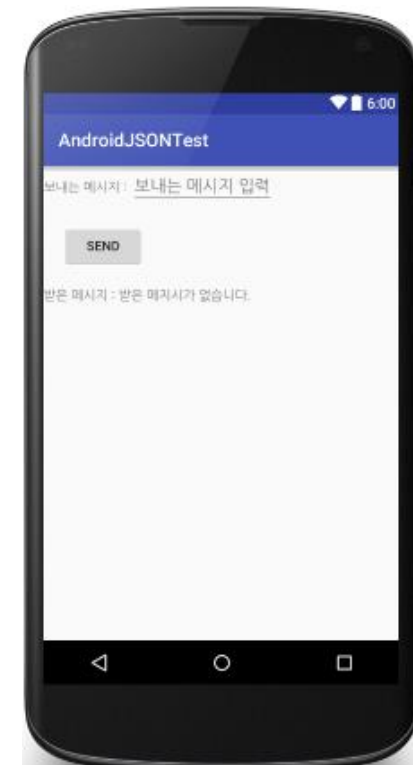 6:00
AndroidJSONTest
보내는 메시지 : 보내는 메시지 입력
SEND
받은 메시지 : 받은 메지시가 없습니다.